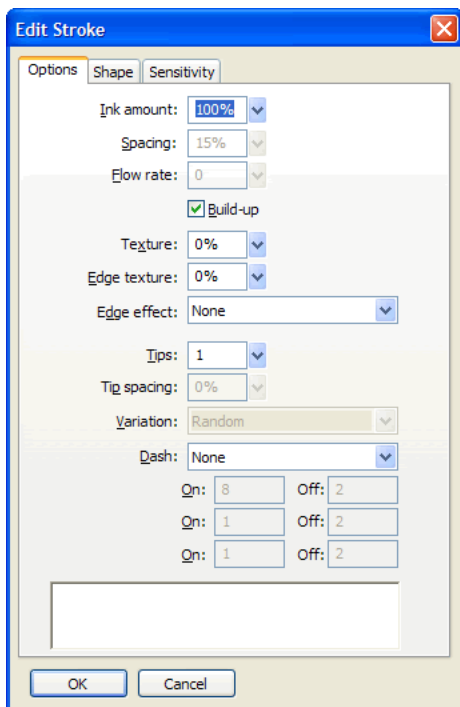 Edit Stroke
Options Shape Sensitivity
Ink amount: 100%
Spacing: 15%
Flow rate: 0
Build-up
Texture: 0%
Edge texture: 0%
Edge effect: None
Tips: 1
Tip spacing: 0%
Variation: Random
Dash: None
On: 8 Off: 2
On: 1 Off: 2
On: 1 Off: 2
OK Cancel